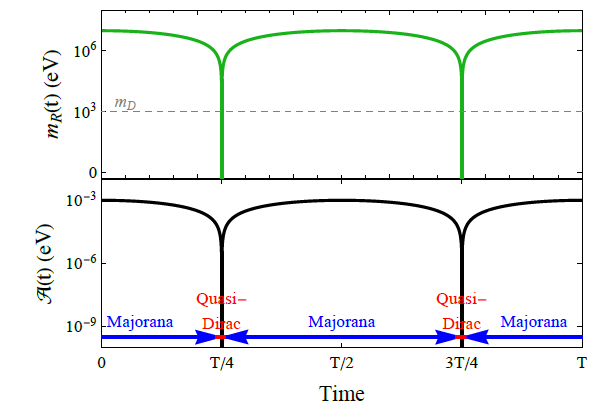 m_R(t) (eV)
10^6
m_D
10^3
0
𝒜(t) (eV)
10^−3
10^−6
10^−9
Quasi−
Dirac
Quasi−
Dirac
Majorana
Majorana
Majorana
0
T/4
T/2
3T/4
T
Time